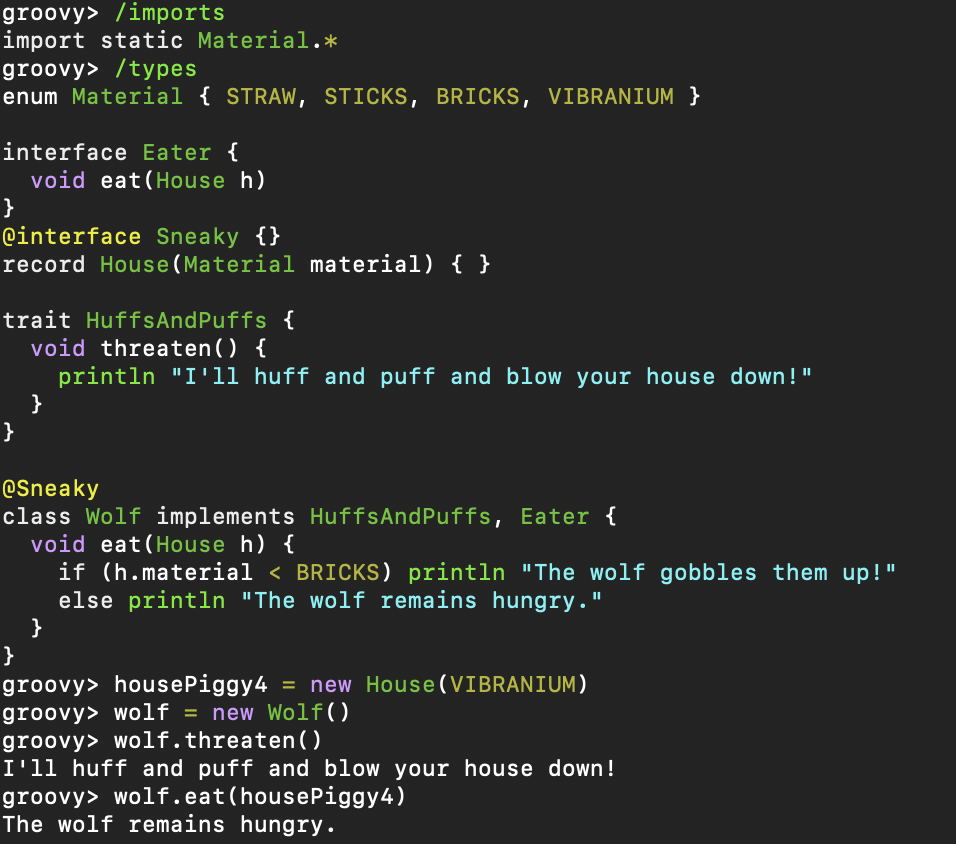 groovy> /imports
import static Material.*
groovy> /types
enum Material { STRAW, STICKS, BRICKS, VIBRANIUM }

interface Eater {
  void eat(House h)
}
@interface Sneaky {}
record House(Material material) { }

trait HuffsAndPuffs {
  void threaten() {
    println "I'll huff and puff and blow your house down!"
  }
}

@Sneaky
class Wolf implements HuffsAndPuffs, Eater {
  void eat(House h) {
    if (h.material < BRICKS) println "The wolf gobbles them up!"
    else println "The wolf remains hungry."
  }
}
groovy> housePiggy4 = new House(VIBRANIUM)
groovy> wolf = new Wolf()
groovy> wolf.threaten()
I'll huff and puff and blow your house down!
groovy> wolf.eat(housePiggy4)
The wolf remains hungry.